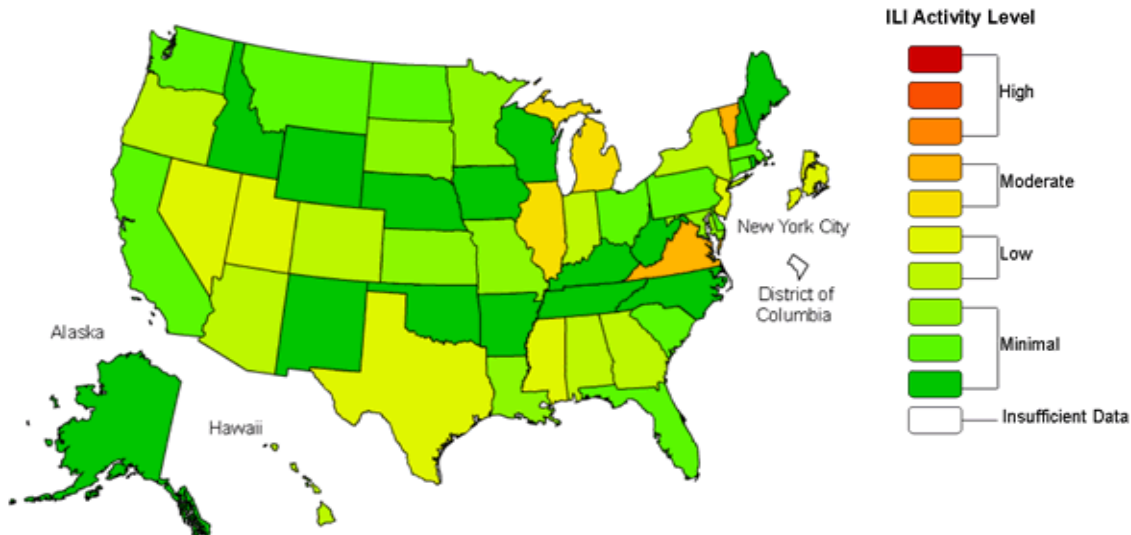 ILI Activity Level
High
Moderate
Low
Minimal
Insufficient Data
New York City
District of
Columbia
Alaska
Hawaii